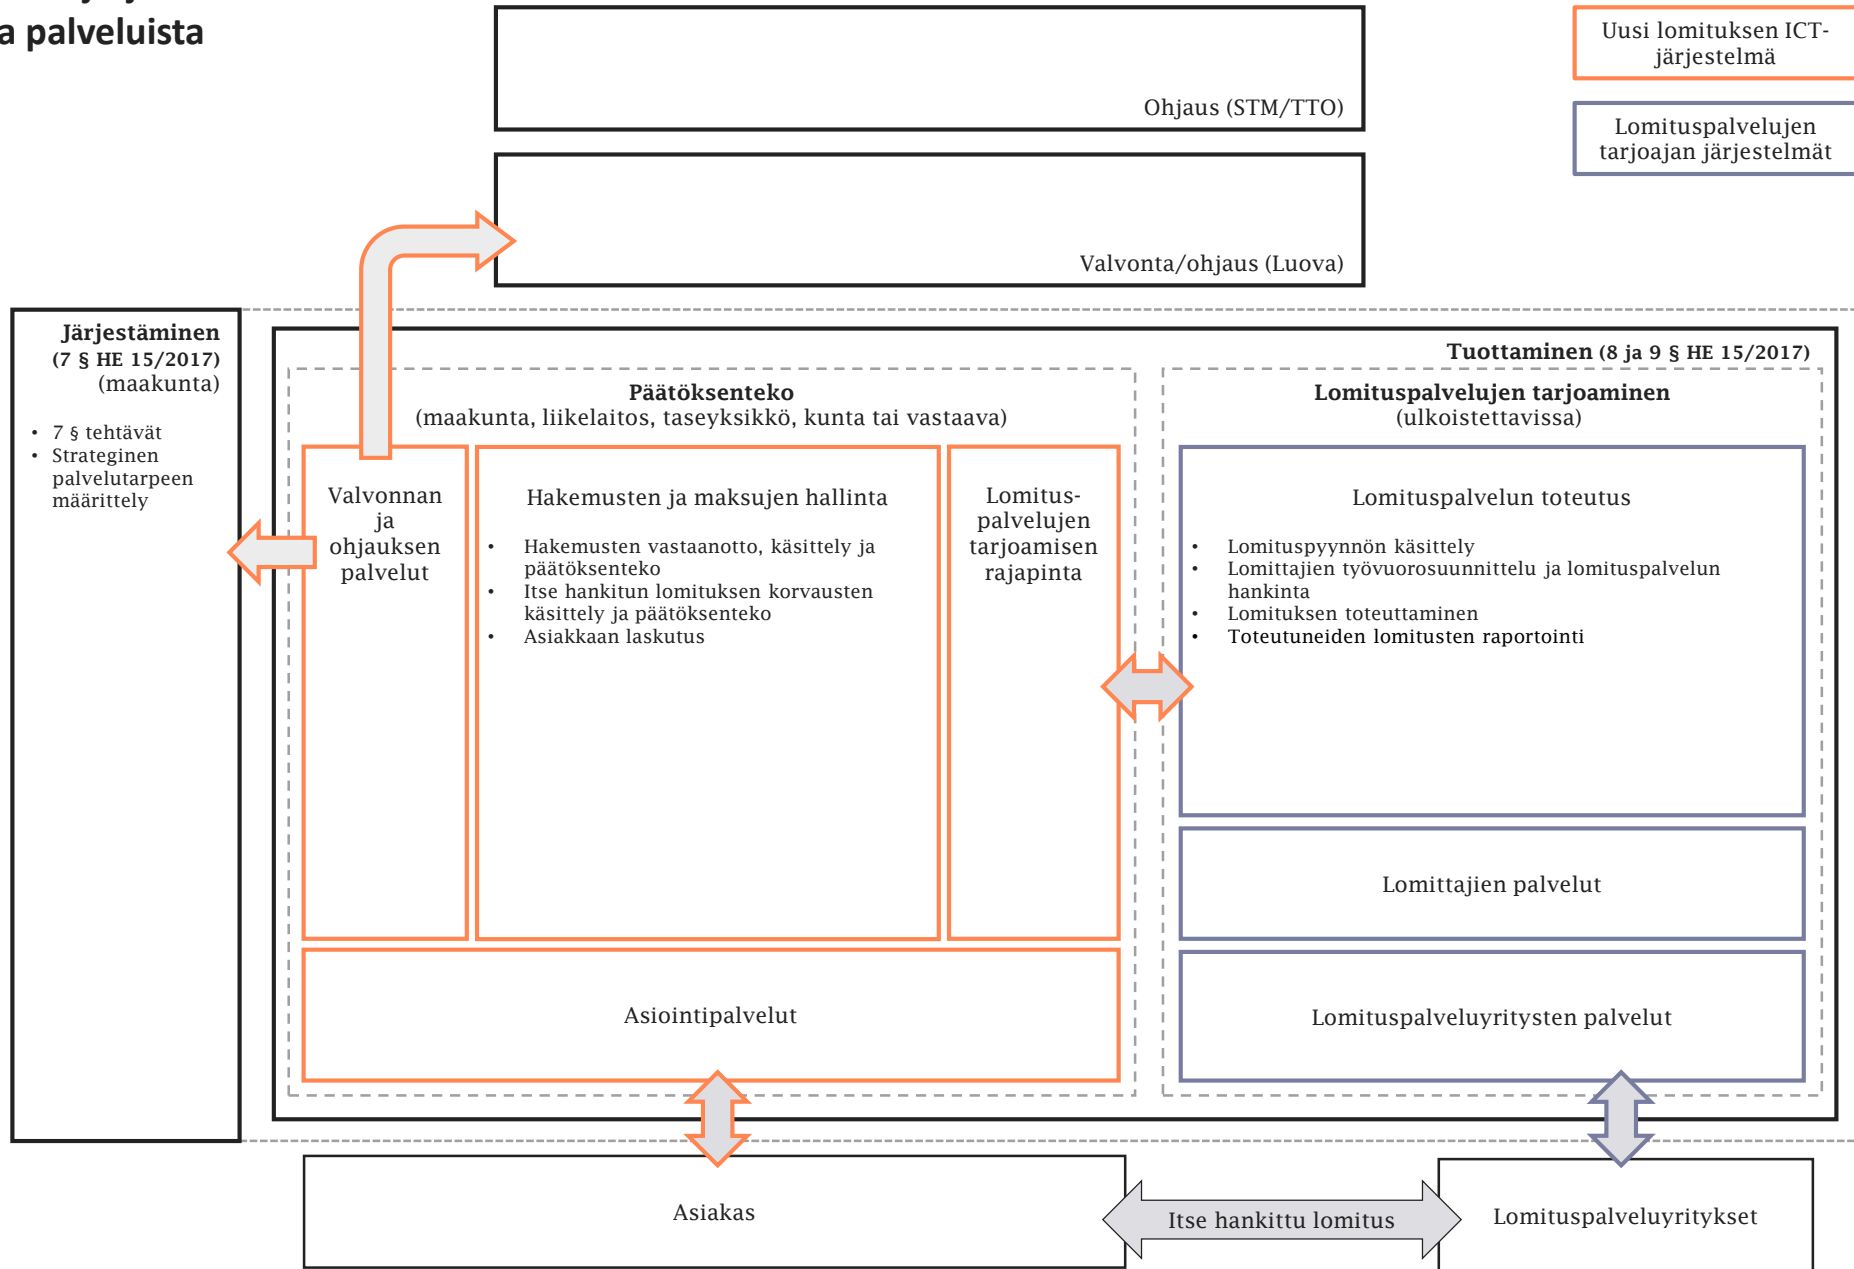 a palveluista
Ohjaus (STM/TTO)
Uusi lomituksen ICT-
järjestelmä
Lomituspalvelujen
tarjoajan järjestelmät
Valvonta/ohjaus (Luova)
Järjestäminen
(7 § HE 15/2017)
(maakunta)
• 7 § tehtävät
• Strateginen
palvelutarpeen
määrittely
Tuottaminen (8 ja 9 § HE 15/2017)
Päätöksenteko
(maakunta, liikelaitos, taseyksikkö, kunta tai vastaava)
Valvonnan
ja
ohjauksen
palvelut
Hakemusten ja maksujen hallinta
• Hakemusten vastaanotto, käsittely ja
päätöksenteko
• Itse hankitun lomituksen korvausten
käsittely ja päätöksenteko
• Asiakkaan laskutus
Lomitus-
palvelujen
tarjoamisen
rajapinta
Asiointipalvelut
Lomituspalvelujen tarjoaminen
(ulkoistettavissa)
Lomituspalvelun toteutus
• Lomituspyynnön käsittely
• Lomittajien työvuorosuunnittelu ja lomituspalvelun
hankinta
• Lomituksen toteuttaminen
• Toteutuneiden lomitusten raportointi
Lomittajien palvelut
Lomituspalveluyritysten palvelut
Asiakas
Itse hankittu lomitus
Lomituspalveluyritykset